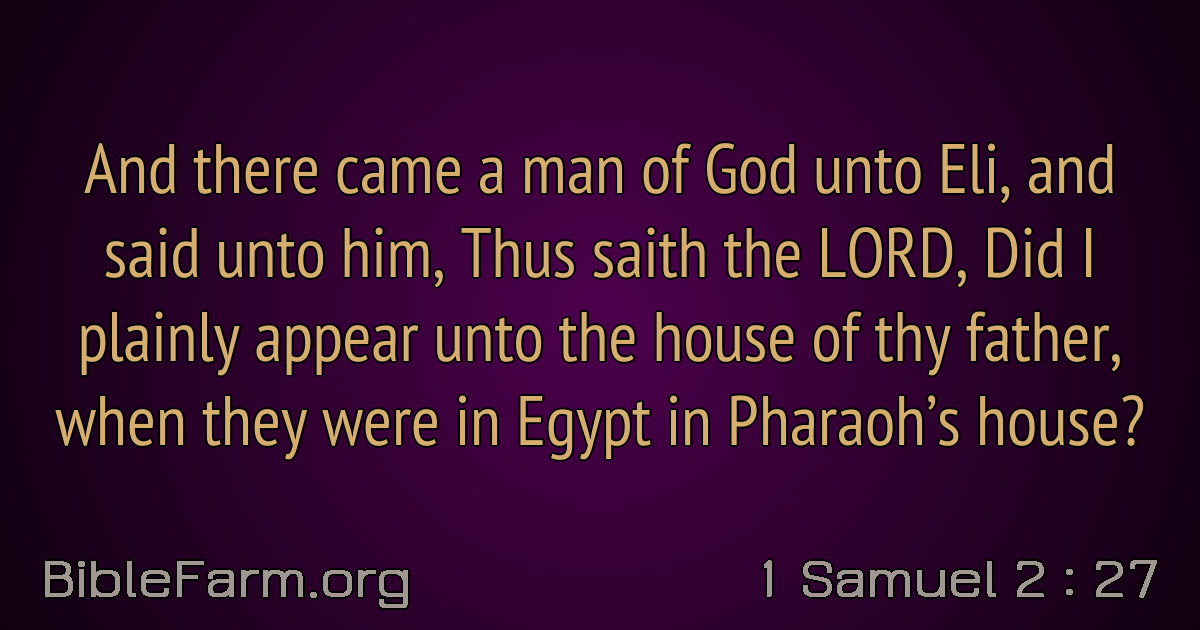 And there came a man of God unto Eli, and
said unto him, Thus saith the LORD, Did I
plainly appear unto the house of thy father,
when they were in Egypt in Pharaoh’s house?
BibleFarm.org
1 Samuel 2 : 27